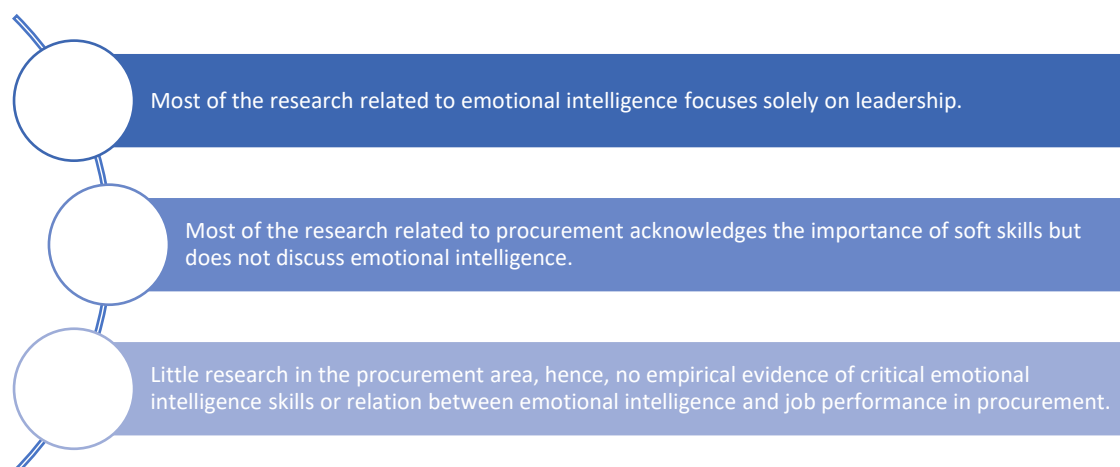 Most of the research related to emotional intelligence focuses solely on leadership.
Most of the research related to procurement acknowledges the importance of soft skills but
does not discuss emotional intelligence.
Little research in the procurement area, hence, no empirical evidence of critical emotional
intelligence skills or relation between emotional intelligence and job performance in procurement.